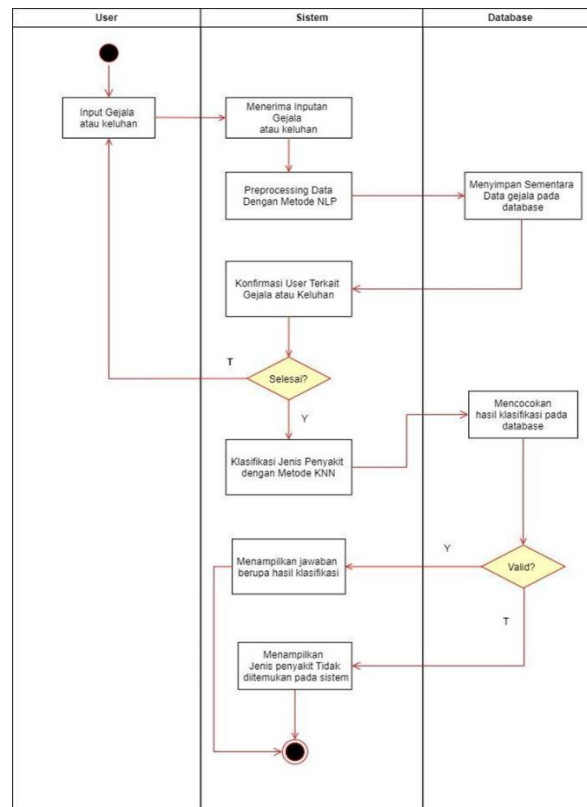 User
Sistem
Database
Input Gejala
atau keluhan
Menerima Inputan
Gejala
atau keluhan
Preprocessing Data
Dengan Metode NLP
Menyimpan Sementara
Data gejala pada
database
Konfirmasi User Terkait
Gejala atau Keluhan
T
Selesai?
Y
Klasifikasi Jenis Penyakit
dengan Metode KNN
Mencocokan
hasil klasifikasi pada
database
Menampilkan jawaban
berupa hasil klasifikasi
Y
Valid?
T
Menampilkan
Jenis penyakit Tidak
diitemukan pada sistem